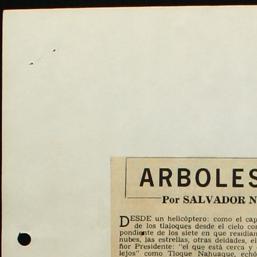 ARBOLES
Por SALVADOR N
DESDE un helicóptero: como el cap
de los tlaloques desde el cielo cor
pondiente de los siete en que residían
nubes, las estrellas, otras deidades, el
ñor Presidente: "el que está cerca y
lejos" como Tloque Nahuaque, echó